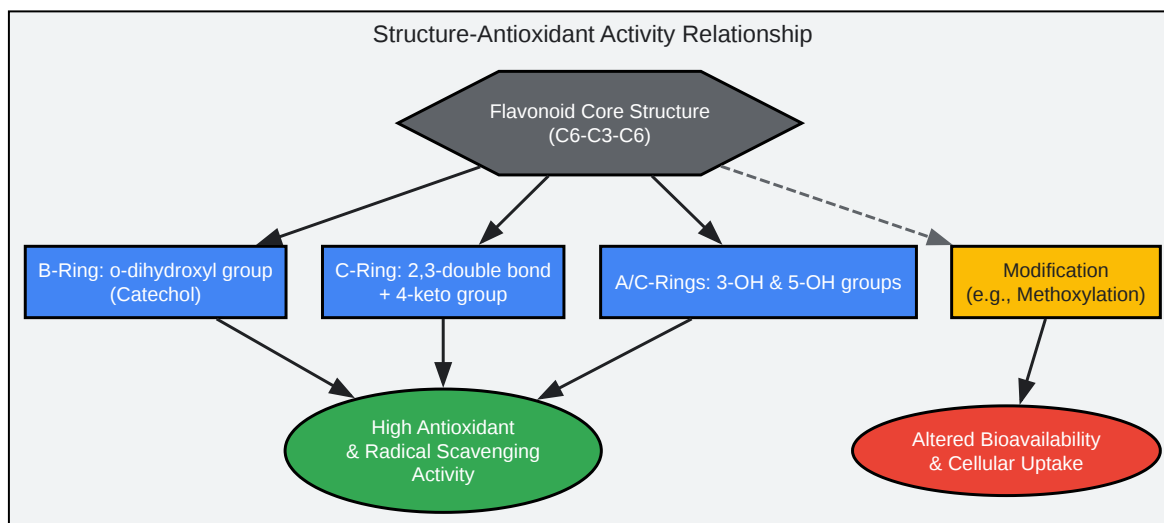 Structure-Antioxidant Activity Relationship
Flavonoid Core Structure
(C6-C3-C6)
B-Ring: o-dihydroxyl group
(Catechol)
C-Ring: 2,3-double bond
+ 4-keto group
A/C-Rings: 3-OH & 5-OH groups
Modification
(e.g., Methoxylation)
High Antioxidant
& Radical Scavenging
Activity
Altered Bioavailability
& Cellular Uptake